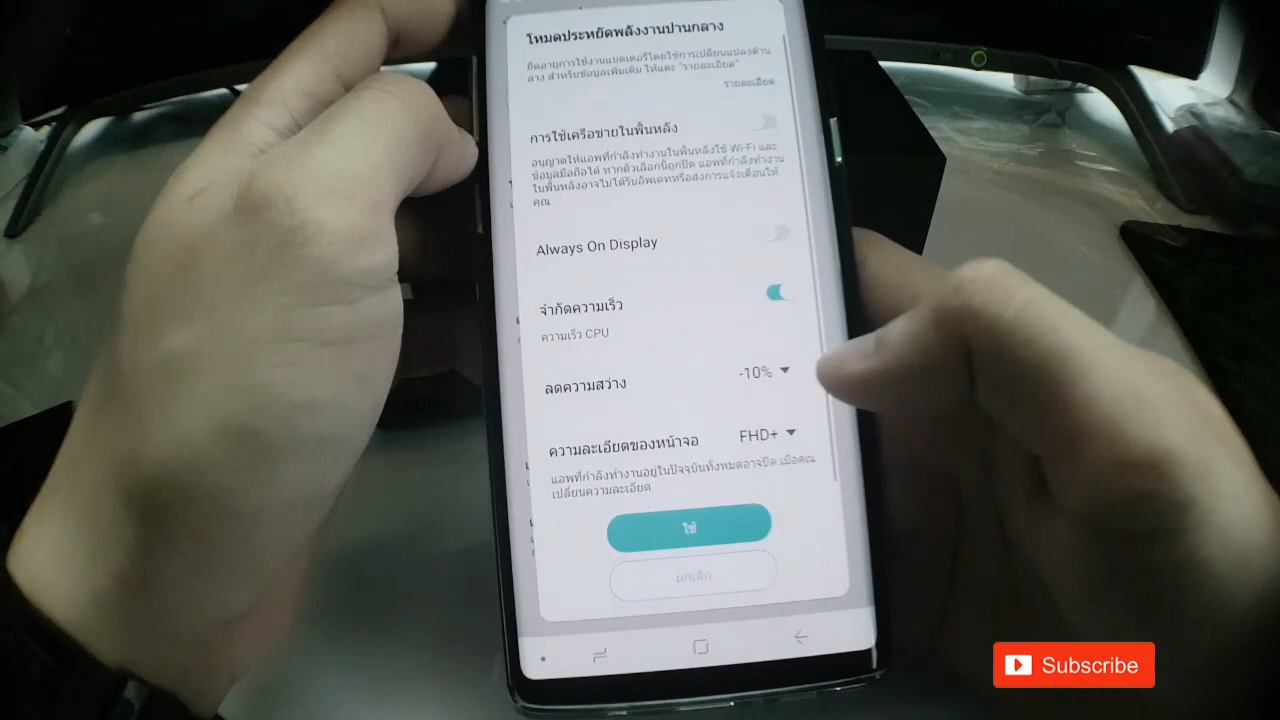 โหมดประหยัดพลังงานปานกลาง
ยืดอายุการใช้งานแบตเตอรี่โดยใช้การเปลี่ยนแปลงด้าน
ล่าง สำหรับข้อมูลเพิ่มเติม ให้แตะ "รายละเอียด"
รายละเอียด
การใช้เครือข่ายในพื้นหลัง
อนุญาตให้แอพที่กำลังทำงานในพื้นหลังใช้ Wi-Fi และ
ข้อมูลมือถือได้ หากตัวเลือกนี้ถูกปิด แอพที่กำลังทำงาน
ในพื้นหลังอาจไม่ได้รับอัพเดทหรือส่งการแจ้งเตือนให้
คุณ
Always On Display
จำกัดความเร็ว
ความเร็ว CPU
ลดความสว่าง -10%
ความละเอียดของหน้าจอ FHD+
แอพที่กำลังทำงานอยู่ในปัจจุบันทั้งหมดอาจปิด เมื่อคุณ
เปลี่ยนความละเอียด
ใช้
ยกเลิก
Subscribe